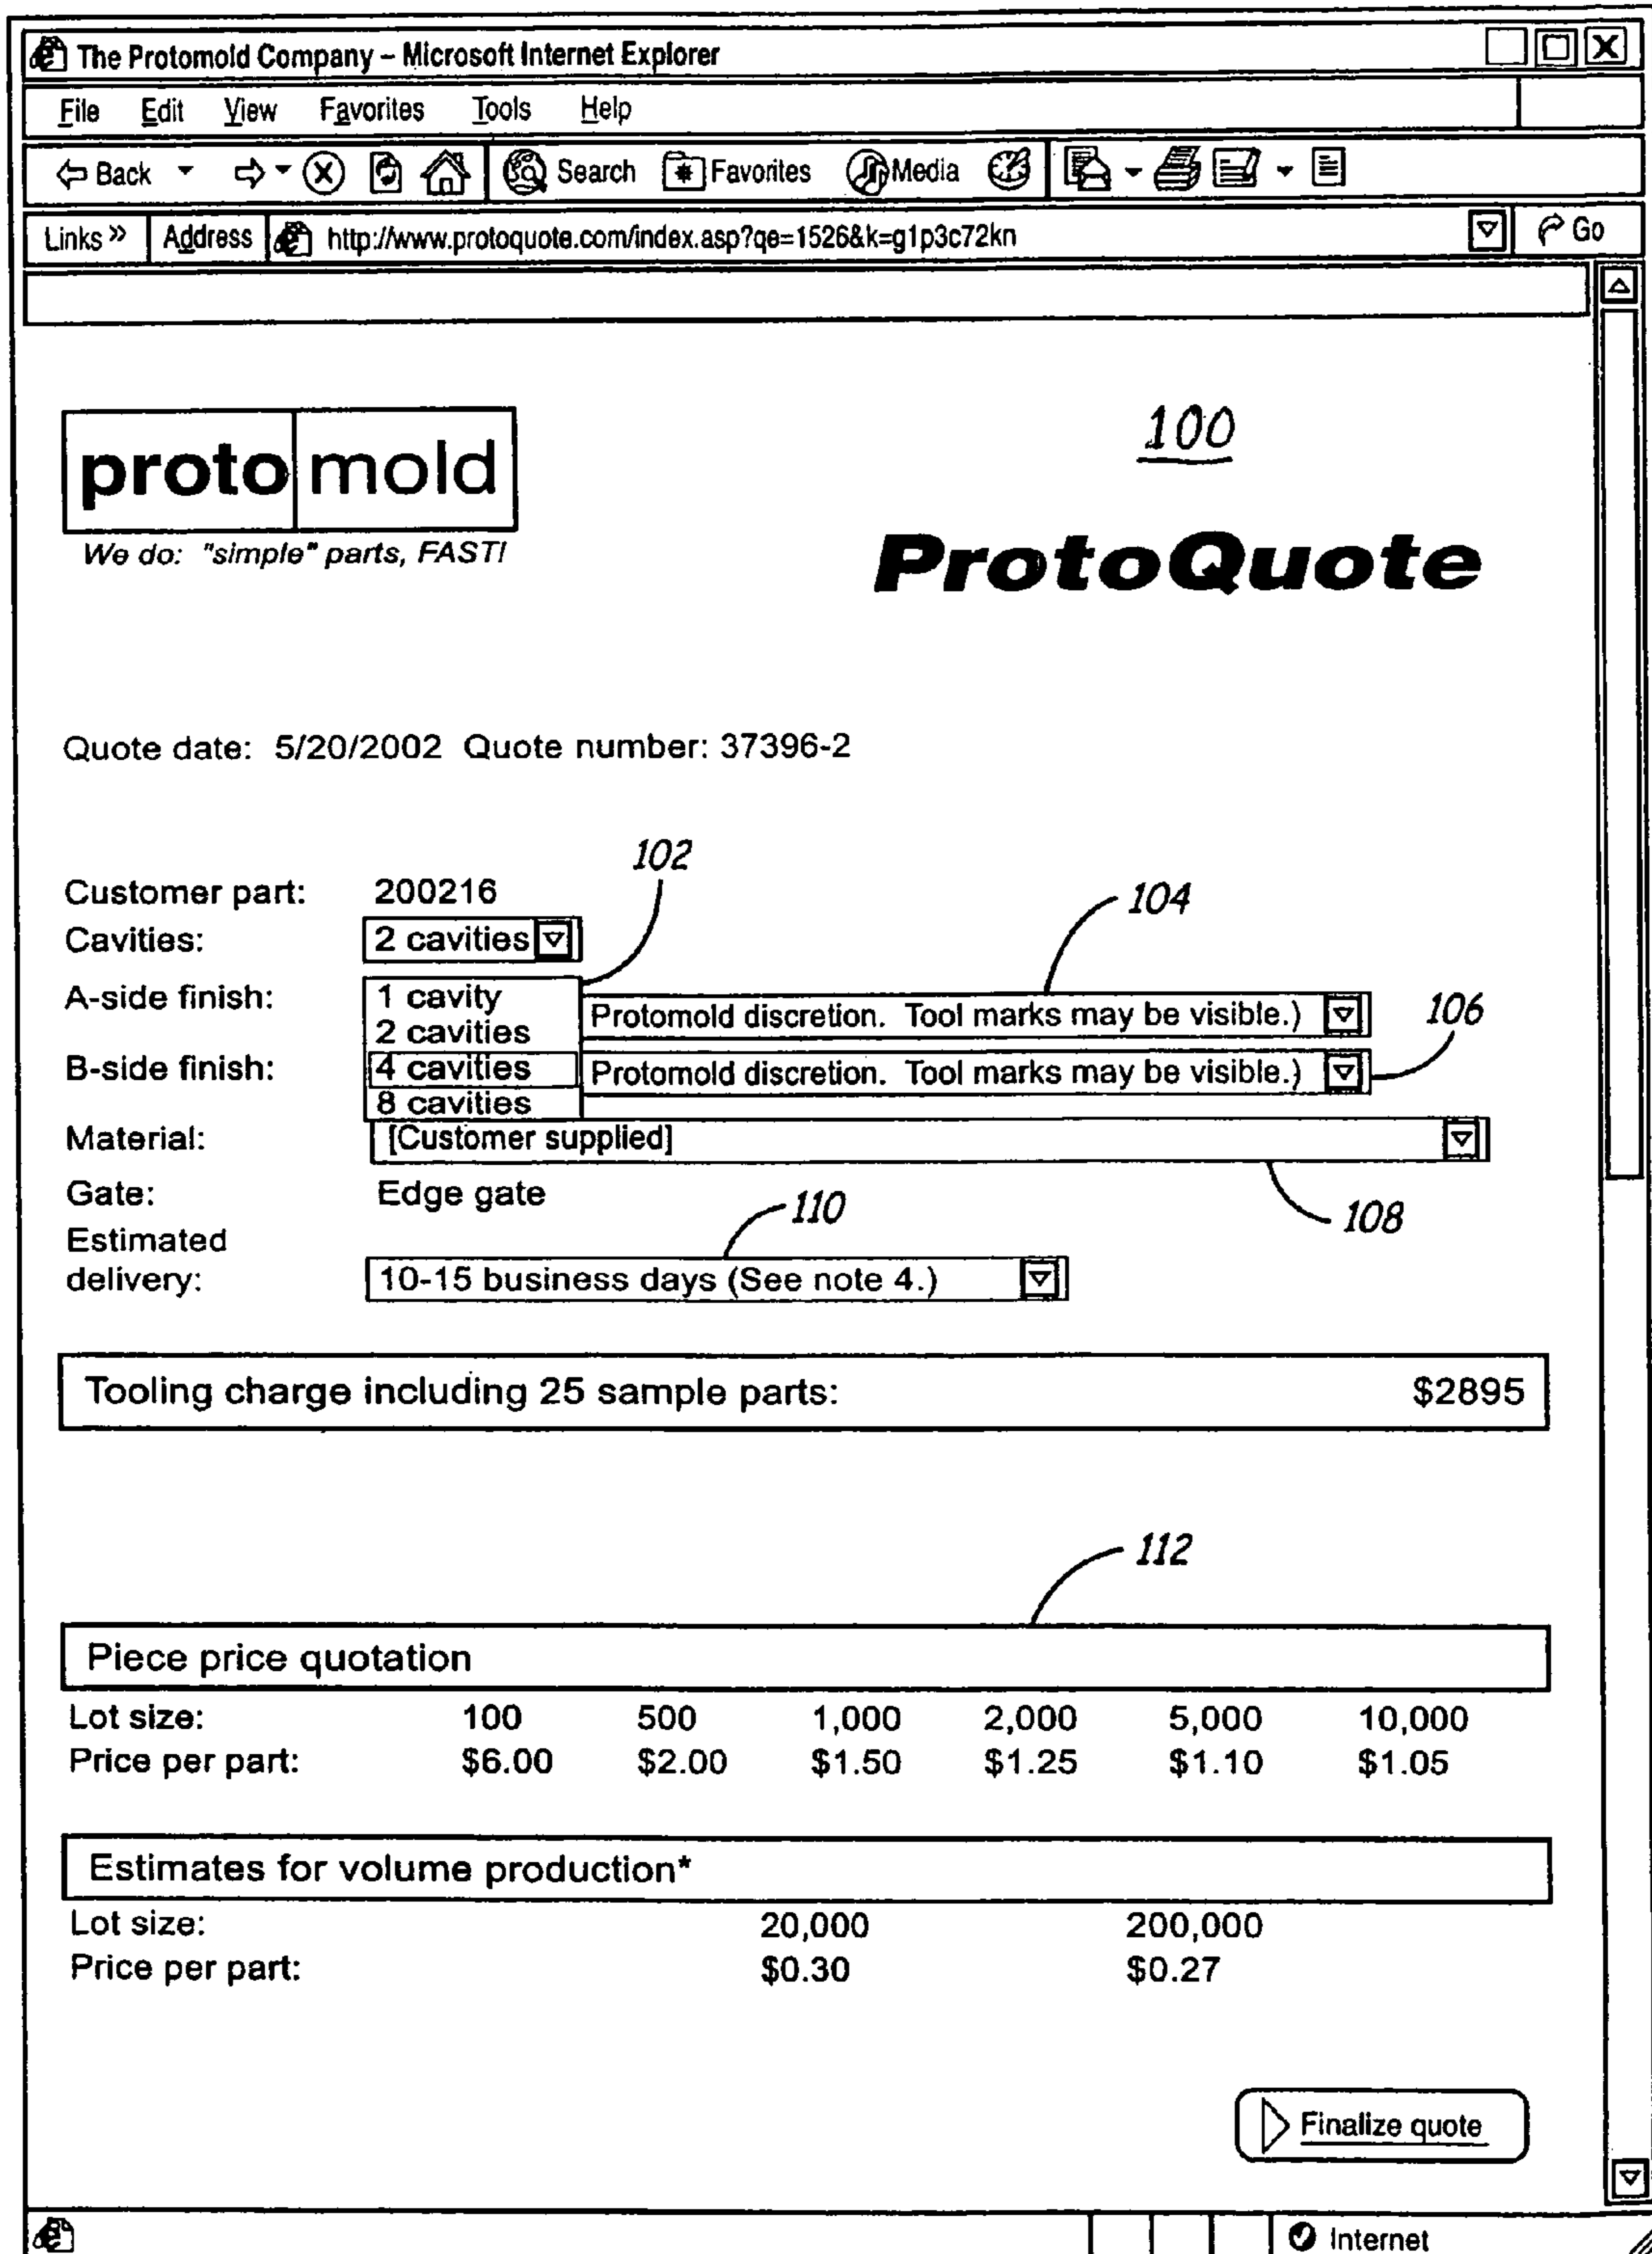 The Protomold Company – Microsoft Internet Explorer
File Edit View Favorites Tools Help
Back Search Favorites Media
Links » Address http://www.protoquote.com/index.asp?qe=1526&k=g1p3c72kn Go
proto mold
We do: "simple" parts, FAST!
100
ProtoQuote
Quote date: 5/20/2002 Quote number: 37396-2
102
Customer part: 200216
104
Cavities: 2 cavities
A-side finish: 1 cavity
Protomold discretion. Tool marks may be visible.)
106
2 cavities
B-side finish: 4 cavities Protomold discretion. Tool marks may be visible.)
8 cavities
Material: [Customer supplied]
Gate: Edge gate
110
108
Estimated
delivery: 10-15 business days (See note 4.)
Tooling charge including 25 sample parts: $2895
112
Piece price quotation
Lot size: 100 500 1,000 2,000 5,000 10,000
Price per part: $6.00 $2.00 $1.50 $1.25 $1.10 $1.05
Estimates for volume production*
Lot size: 20,000 200,000
Price per part: $0.30 $0.27
Finalize quote
Internet